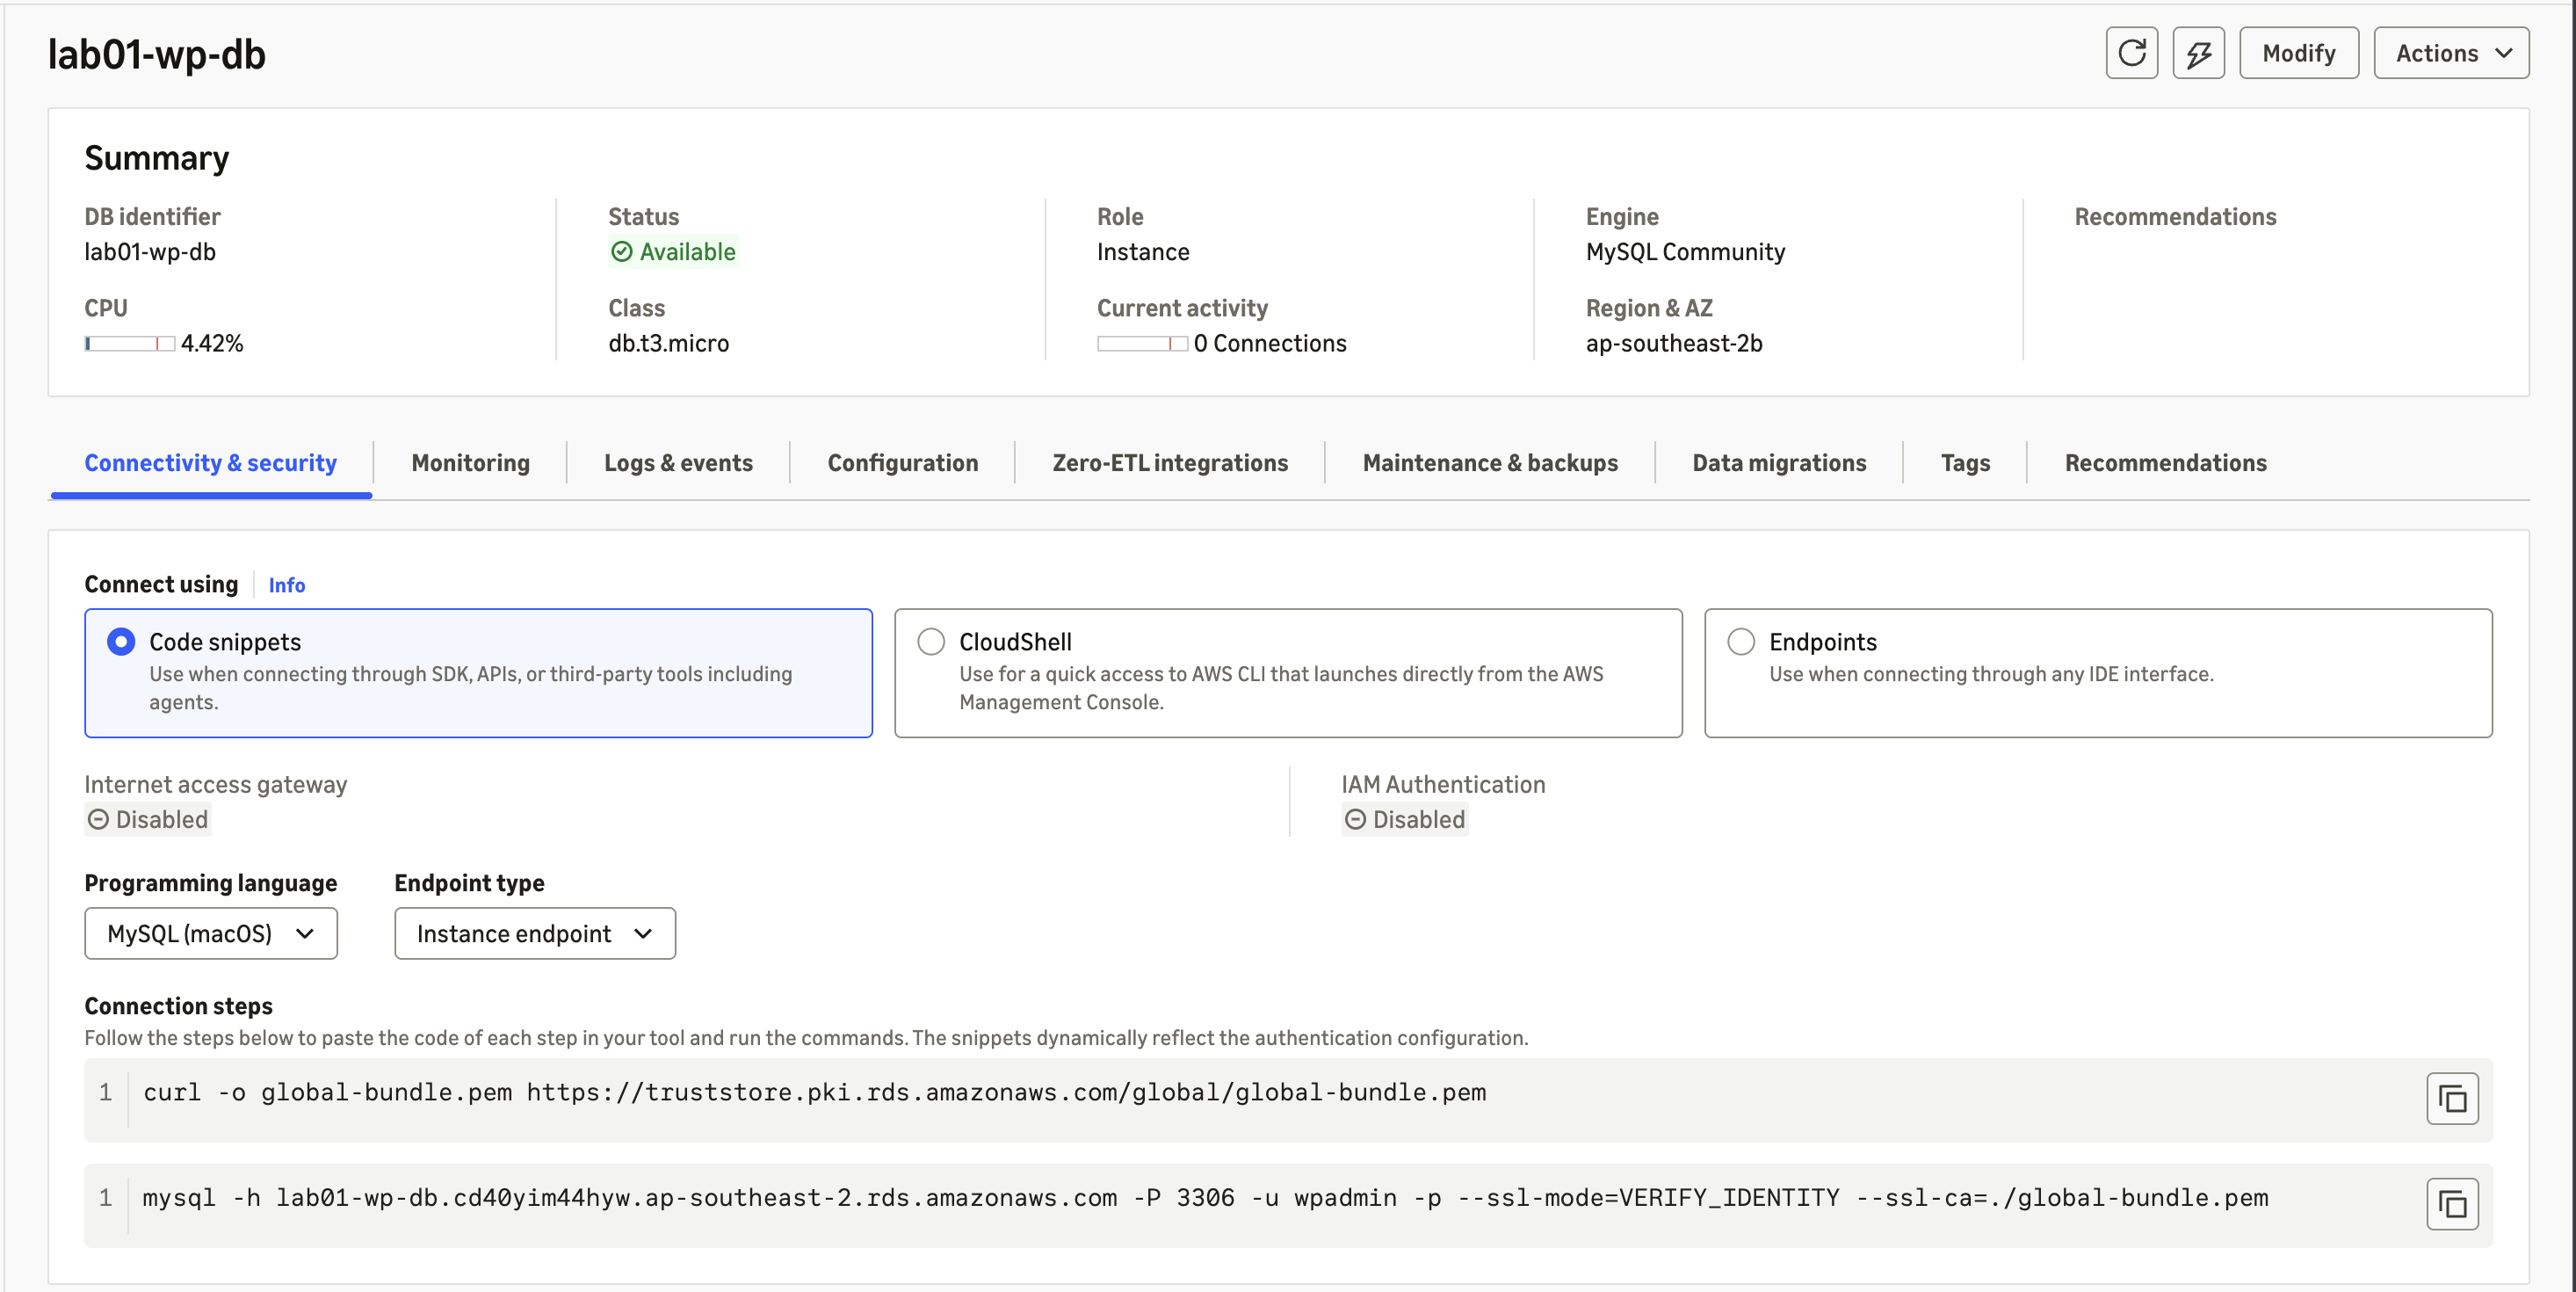 lab01-wp-db
Modify
Actions
Summary
DB identifier
lab01-wp-db
Status
Available
Role
Instance
Engine
MySQL Community
Recommendations
CPU
4.42%
Class
db.t3.micro
Current activity
0 Connections
Region & AZ
ap-southeast-2b
Connectivity & security
Monitoring
Logs & events
Configuration
Zero-ETL integrations
Maintenance & backups
Data migrations
Tags
Recommendations
Connect using
Info
Code snippets
Use when connecting through SDK, APIs, or third-party tools including
agents.
CloudShell
Use for a quick access to AWS CLI that launches directly from the AWS
Management Console.
Endpoints
Use when connecting through any IDE interface.
Internet access gateway
Disabled
IAM Authentication
Disabled
Programming language
MySQL (macOS)
Endpoint type
Instance endpoint
Connection steps
Follow the steps below to paste the code of each step in your tool and run the commands. The snippets dynamically reflect the authentication configuration.
1 curl -o global-bundle.pem https://truststore.pki.rds.amazonaws.com/global/global-bundle.pem
1 mysql -h lab01-wp-db.cd40yim44hyw.ap-southeast-2.rds.amazonaws.com -P 3306 -u wpadmin -p --ssl-mode=VERIFY_IDENTITY --ssl-ca=./global-bundle.pem